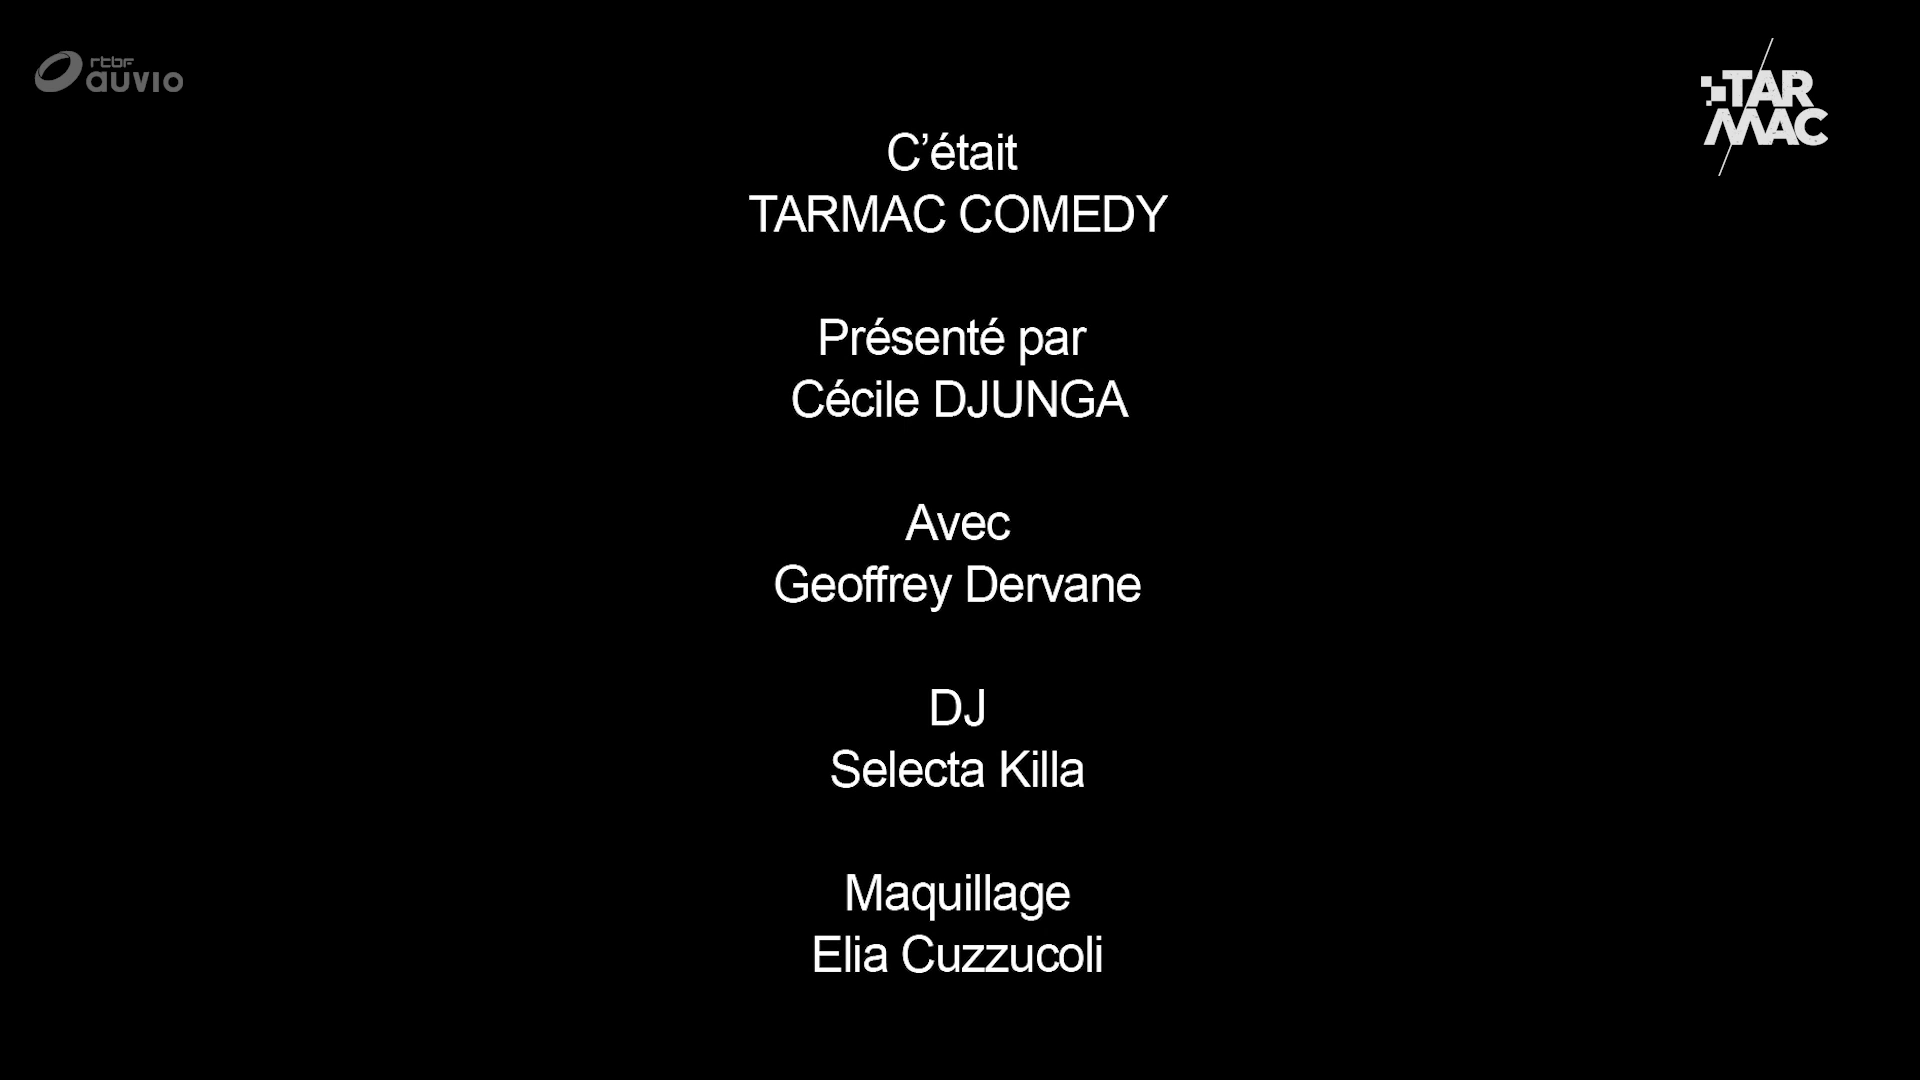 rtbf
auvio
TAR
MAC
C’était
TARMAC COMEDY
Présenté par
Cécile DJUNGA
Avec
Geoffrey Dervane
DJ
Selecta Killa
Maquillage
Elia Cuzzucoli